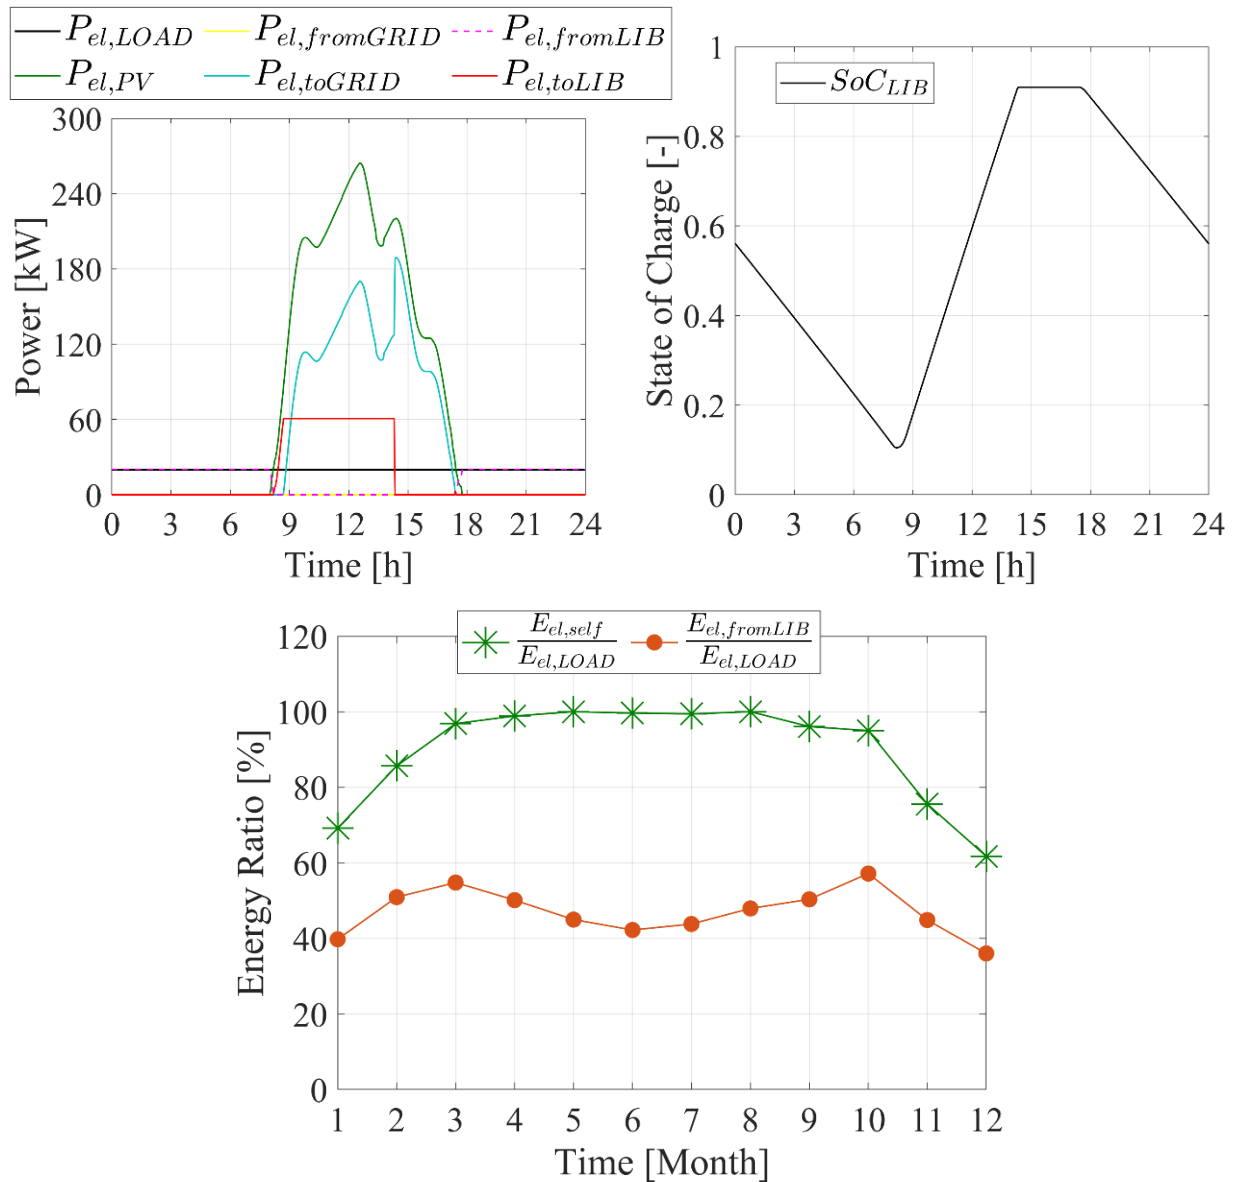 P_{el,LOAD} P_{el,fromGRID} P_{el,fromLIB}
P_{el,PV} P_{el,toGRID} P_{el,toLIB}
300
240
180
120
60
0
Power [kW]
0 3 6 9 12 15 18 21 24
Time [h]
SoC_{LIB}
1
0.8
0.6
0.4
0.2
0
State of Charge [-]
0 3 6 9 12 15 18 21 24
Time [h]
E_{el,self} E_{el,fromLIB}
E_{el,LOAD} E_{el,LOAD}
120
100
80
60
40
20
0
Energy Ratio [%]
1 2 3 4 5 6 7 8 9 10 11 12
Time [Month]